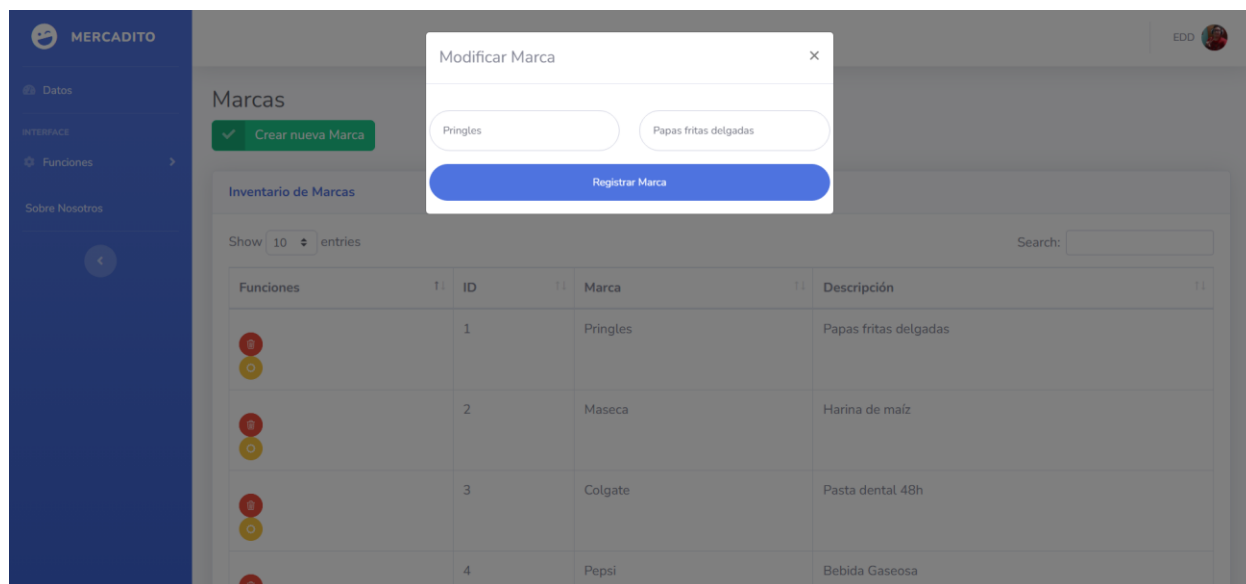 MERCADITO
EDD
Datos
INTERFACE
Funciones
Sobre Nosotros
Modificar Marca
×
Pringles Papas fritas delgadas
Registrar Marca
Marcas
Crear nueva Marca
Inventario de Marcas
Show 10 entries Search:
Funciones ID Marca Descripción
1 Pringles Papas fritas delgadas
2 Maseca Harina de maíz
3 Colgate Pasta dental 48h
4 Pepsi Bebida Gaseosa